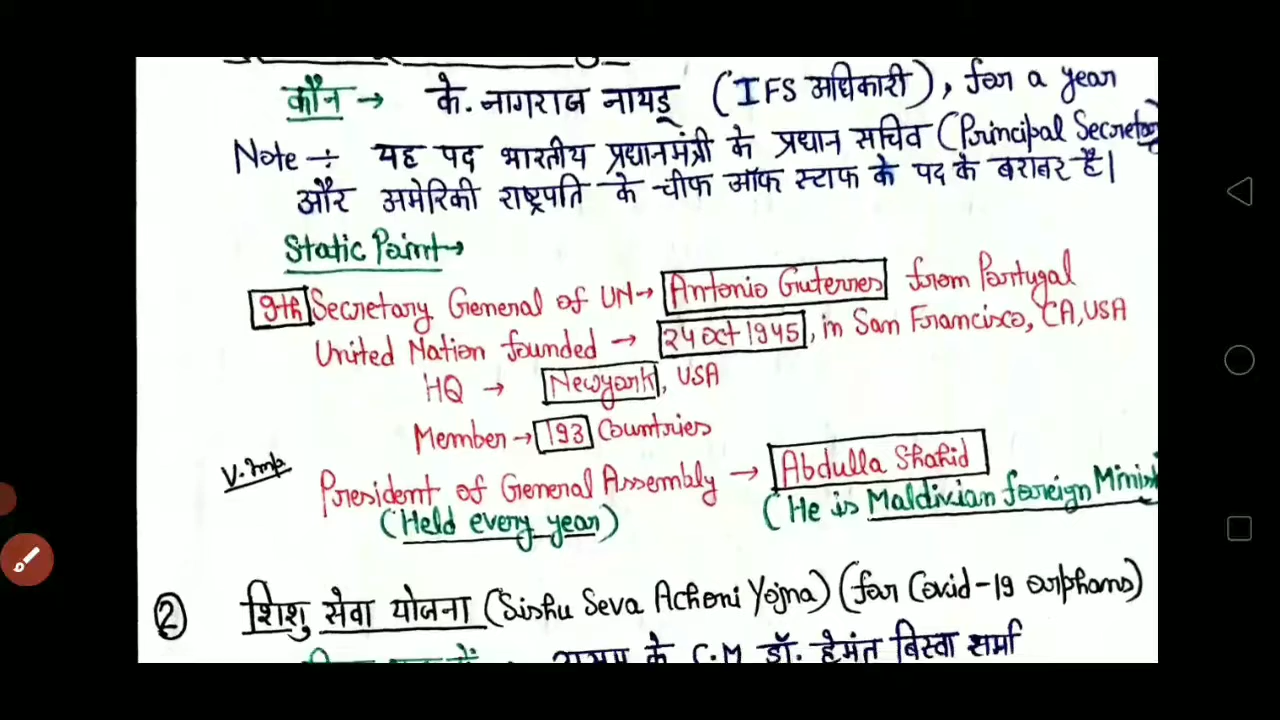 कौन → के. नागराज नायडू (IFS अधिकारी), for a year
Note ÷ यह पद भारतीय प्रधानमंत्री के प्रधान सचिव (Principal Secretary)
और अमेरिकी राष्ट्रपति के चीफ ऑफ स्टाफ के पद के बराबर है।
Static Point →
9th Secretary General of UN → Antonio Guterres from Portugal
United Nation founded → 24 Oct 1945, in San Francisco, CA, USA
HQ → Newyork, USA
Member → 193 Countries
V. Imp President of General Assembly → Abdulla Shahid
(Held every year) (He is Maldivian foreign Minis
② शिशु सेवा योजना (Sishu Seva Achoni Yojna) (for Covid-19 orphans)
के C.M डॉ. हेमंत बिस्वा सर्मा